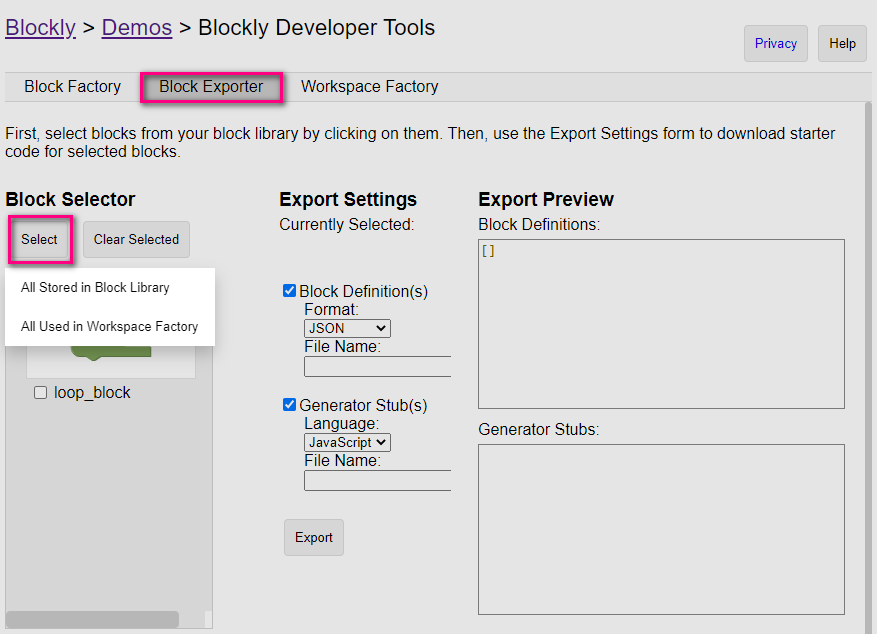 Blockly > Demos > Blockly Developer Tools
Privacy
Help
Block Factory
Block Exporter
Workspace Factory
First, select blocks from your block library by clicking on them. Then, use the Export Settings form to download starter
code for selected blocks.
Block Selector
Select
Clear Selected
All Stored in Block Library
All Used in Workspace Factory
loop_block
Export Settings
Currently Selected:
Block Definition(s)
Format:
JSON
File Name:
Generator Stub(s)
Language:
JavaScript
File Name:
Export
Export Preview
Block Definitions:
[]
Generator Stubs: